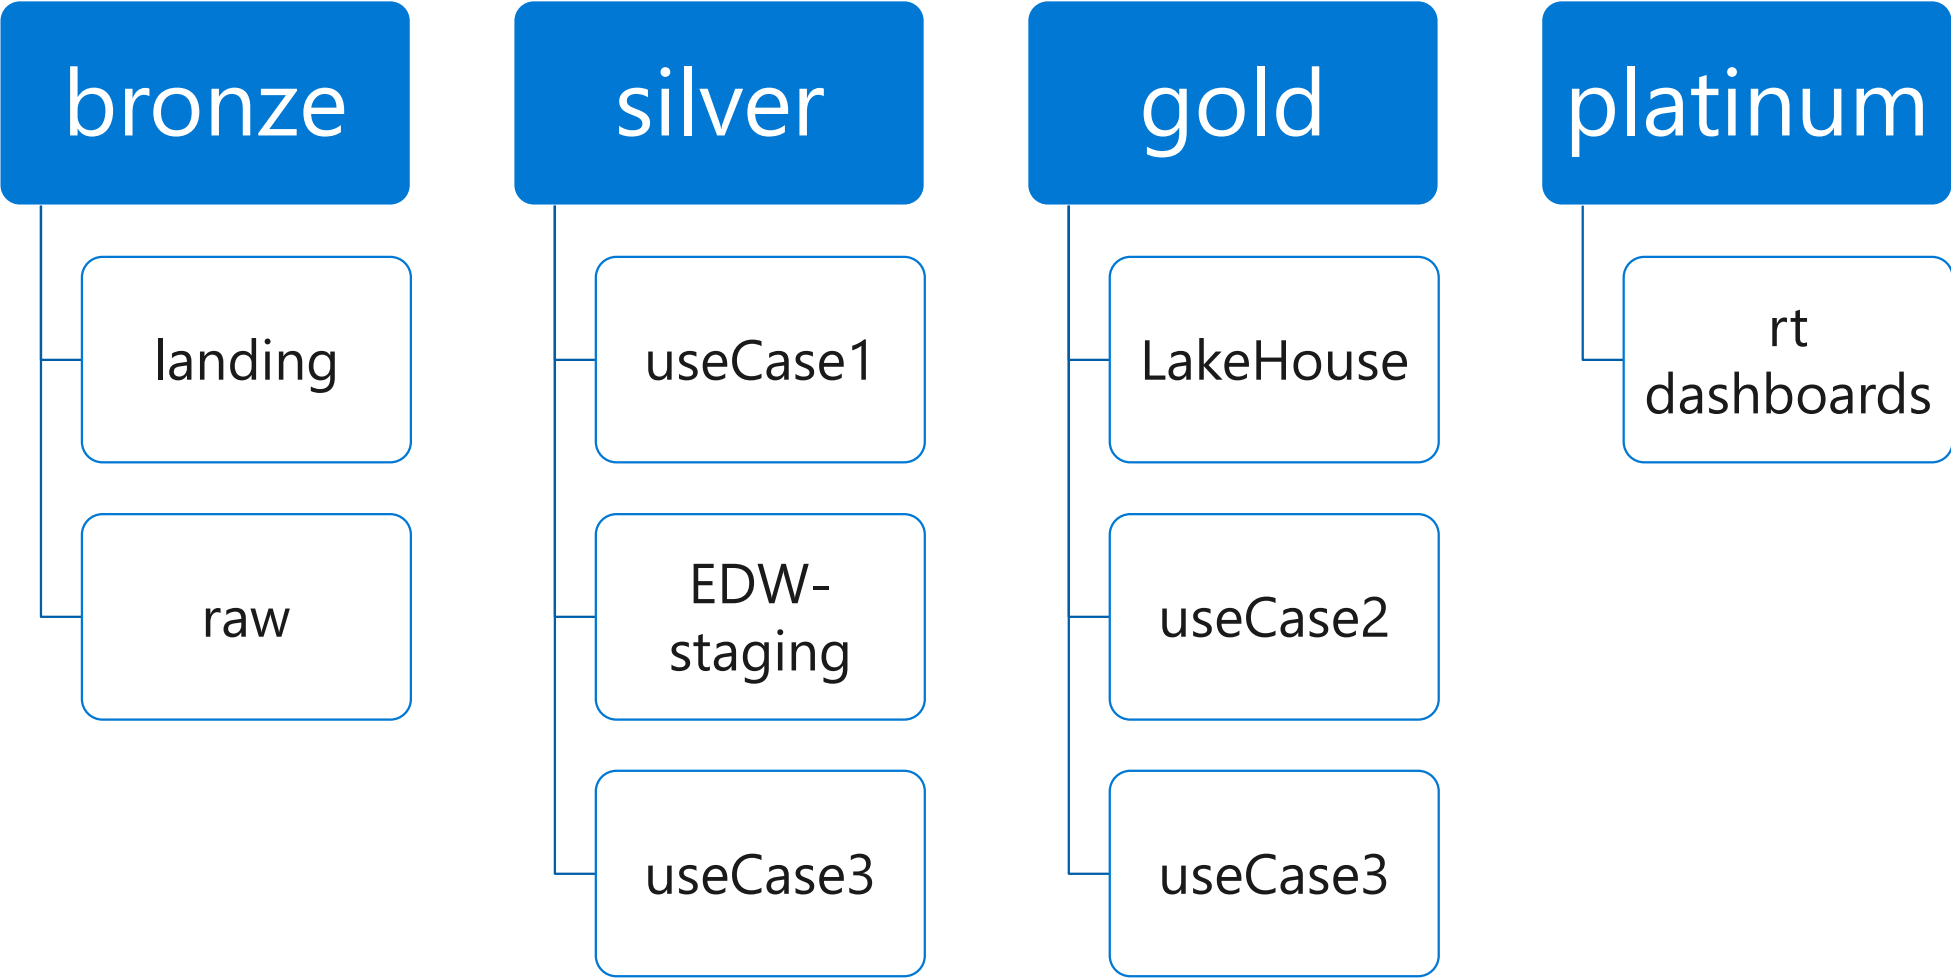 bronze
landing
raw
silver
useCase1
EDW-
staging
useCase3
gold
LakeHouse
useCase2
useCase3
platinum
rt
dashboards